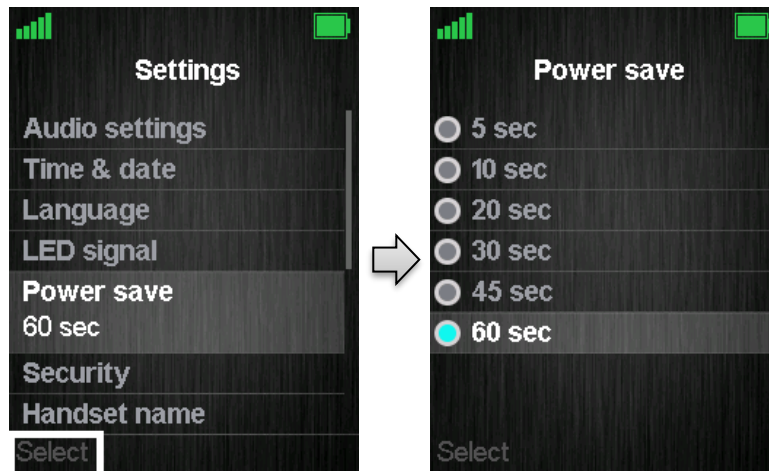 Settings
Audio settings
Time & date
Language
LED signal
Power save
60 sec
Security
Handset name
Select
Power save
5 sec
10 sec
20 sec
30 sec
45 sec
60 sec
Select